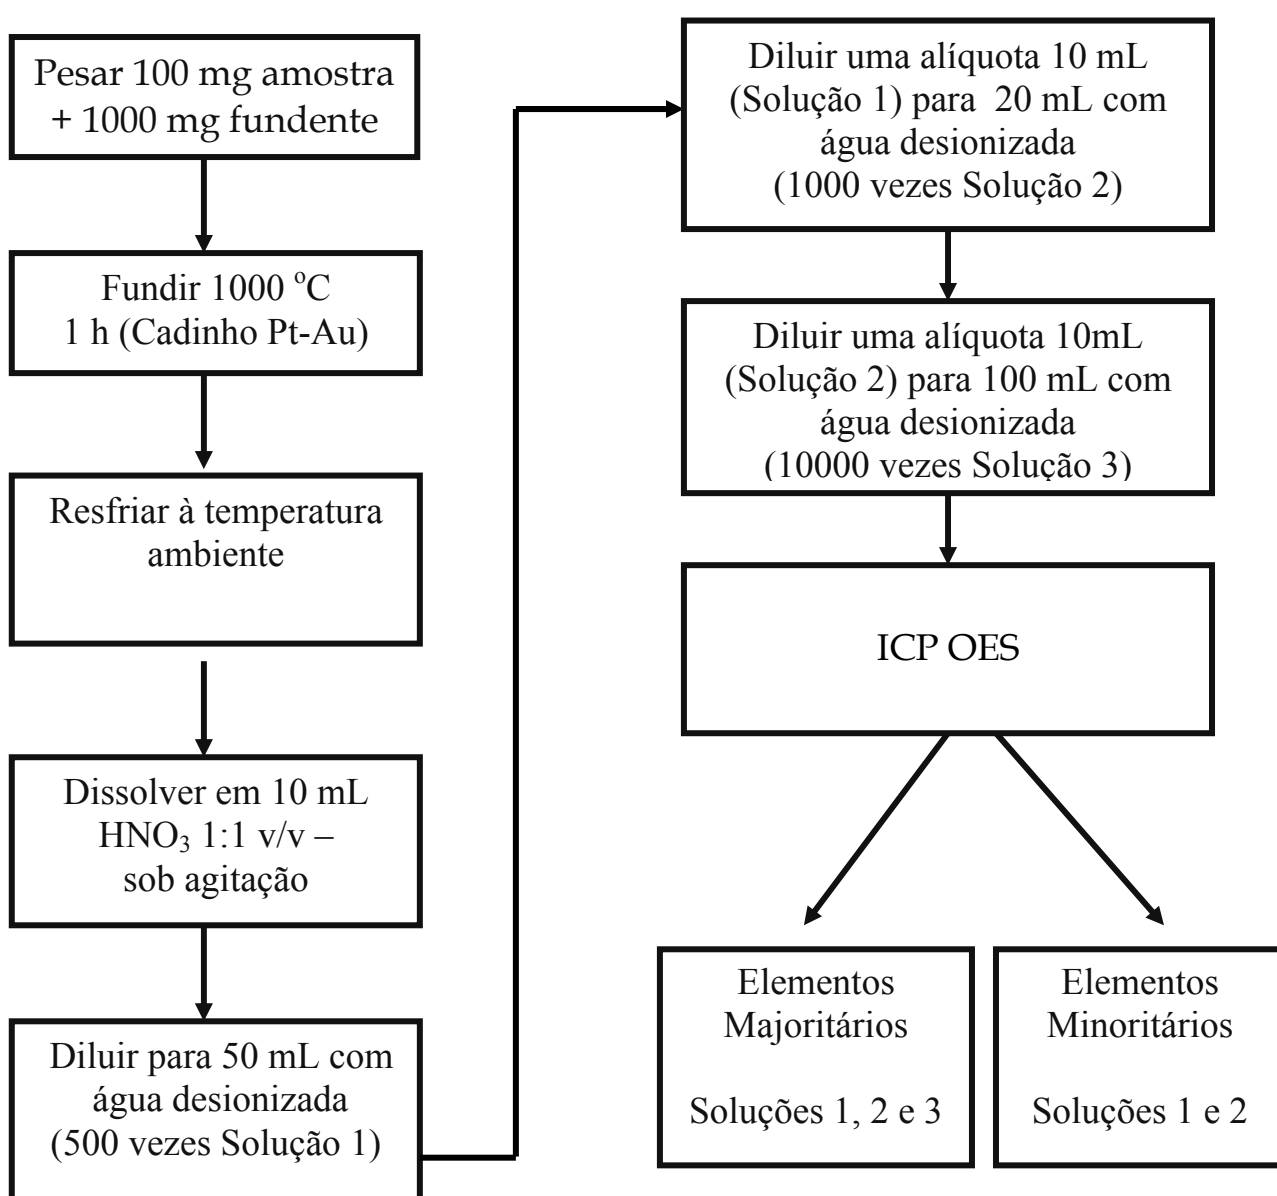 Pesar 100 mg amostra
+ 1000 mg fundente
Fundir 1000 ºC
1 h (Cadinho Pt-Au)
Resfriar à temperatura
ambiente
Dissolver em 10 mL
HNO₃ 1:1 v/v –
sob agitação
Diluir para 50 mL com
água desionizada
(500 vezes Solução 1)
Diluir uma alíquota 10 mL
(Solução 1) para 20 mL com
água desionizada
(1000 vezes Solução 2)
Diluir uma alíquota 10mL
(Solução 2) para 100 mL com
água desionizada
(10000 vezes Solução 3)
ICP OES
Elementos
Majoritários
Soluções 1, 2 e 3
Elementos
Minoritários
Soluções 1 e 2